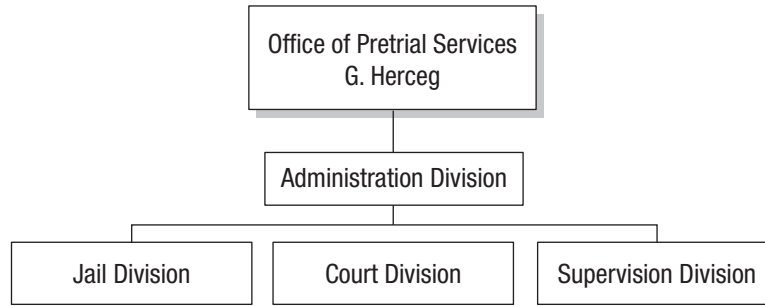 Office of Pretrial Services
G. Herceg
Administration Division
Jail Division
Court Division
Supervision Division